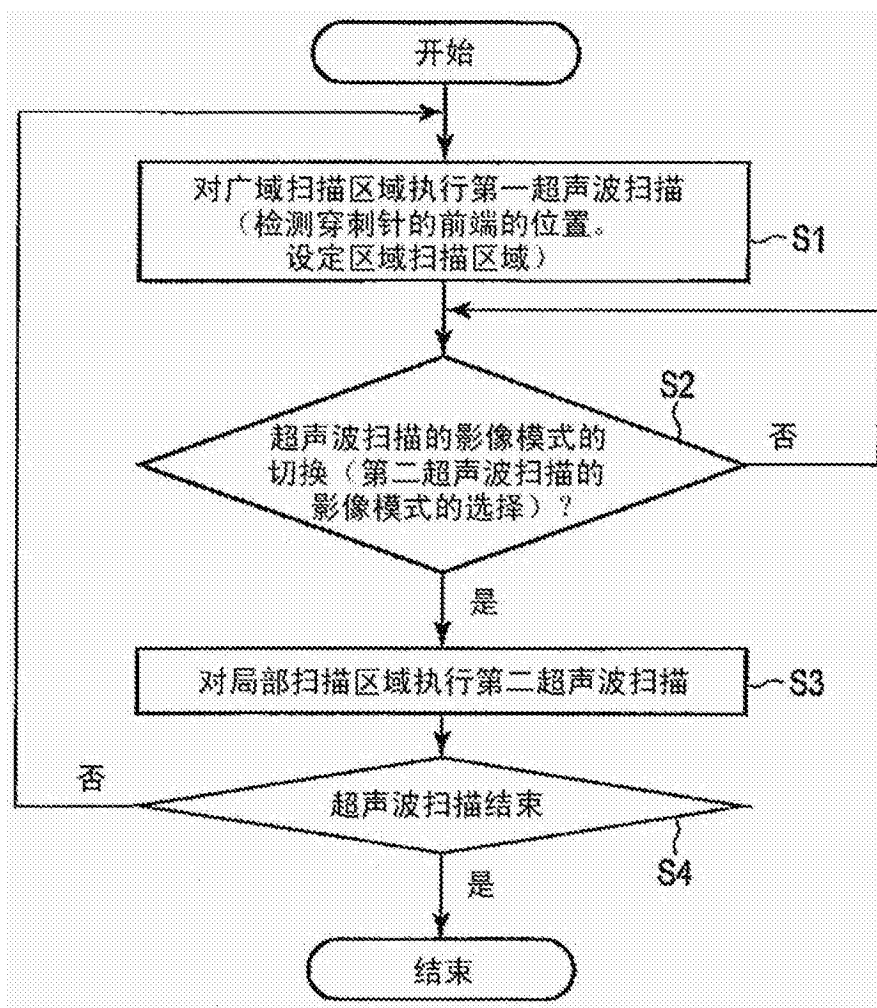 开始
对广域扫描区域执行第一超声波扫描
（检测穿刺针的前端的位置。
设定区域扫描区域）
S1
S2
超声波扫描的影像模式的
切换（第二超声波扫描的
影像模式的选择）？
否
是
对局部扫描区域执行第二超声波扫描
S3
否
超声波扫描结束
S4
是
结束